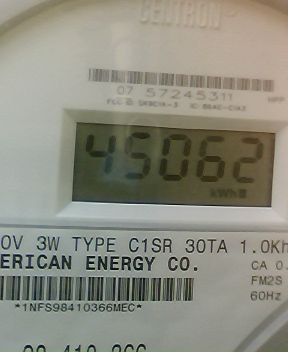 CENTRON
07 57245311
45062
kWh
0V 3W TYPE C1SR 30TA 1.0Kh
ERICAN ENERGY CO.
CA 0.
FM2S
60Hz
*1NFS98410366MEC*